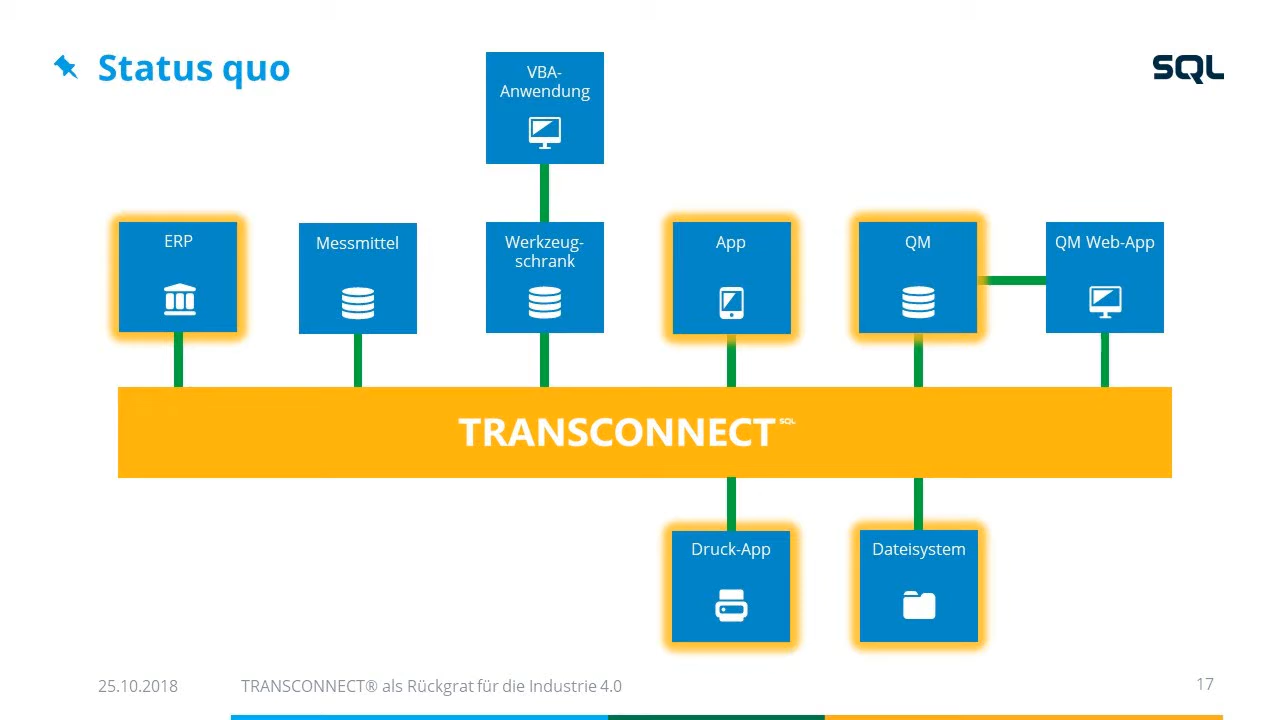 Status quo
SQL
VBA-
Anwendung
ERP
Messmittel
Werkzeug-
schrank
App
QM
QM Web-App
TRANSCONNECT SQL
Druck-App
Dateisystem
25.10.2018
TRANSCONNECT® als Rückgrat für die Industrie 4.0
17